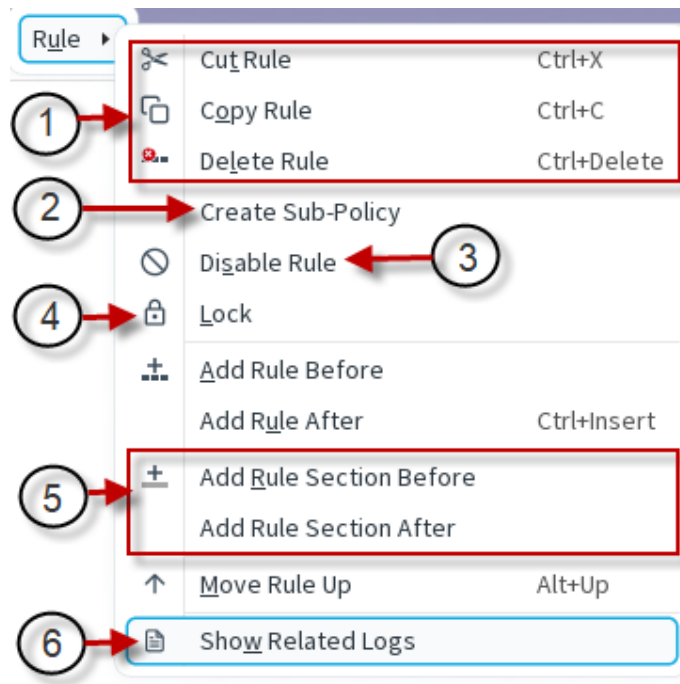 Rule
Cut Rule Ctrl+X
1
Copy Rule Ctrl+C
Delete Rule Ctrl+Delete
2
Create Sub-Policy
Disable Rule
3
4
Lock
Add Rule Before
Add Rule After Ctrl+Insert
Add Rule Section Before
5
Add Rule Section After
Move Rule Up Alt+Up
6
Show Related Logs